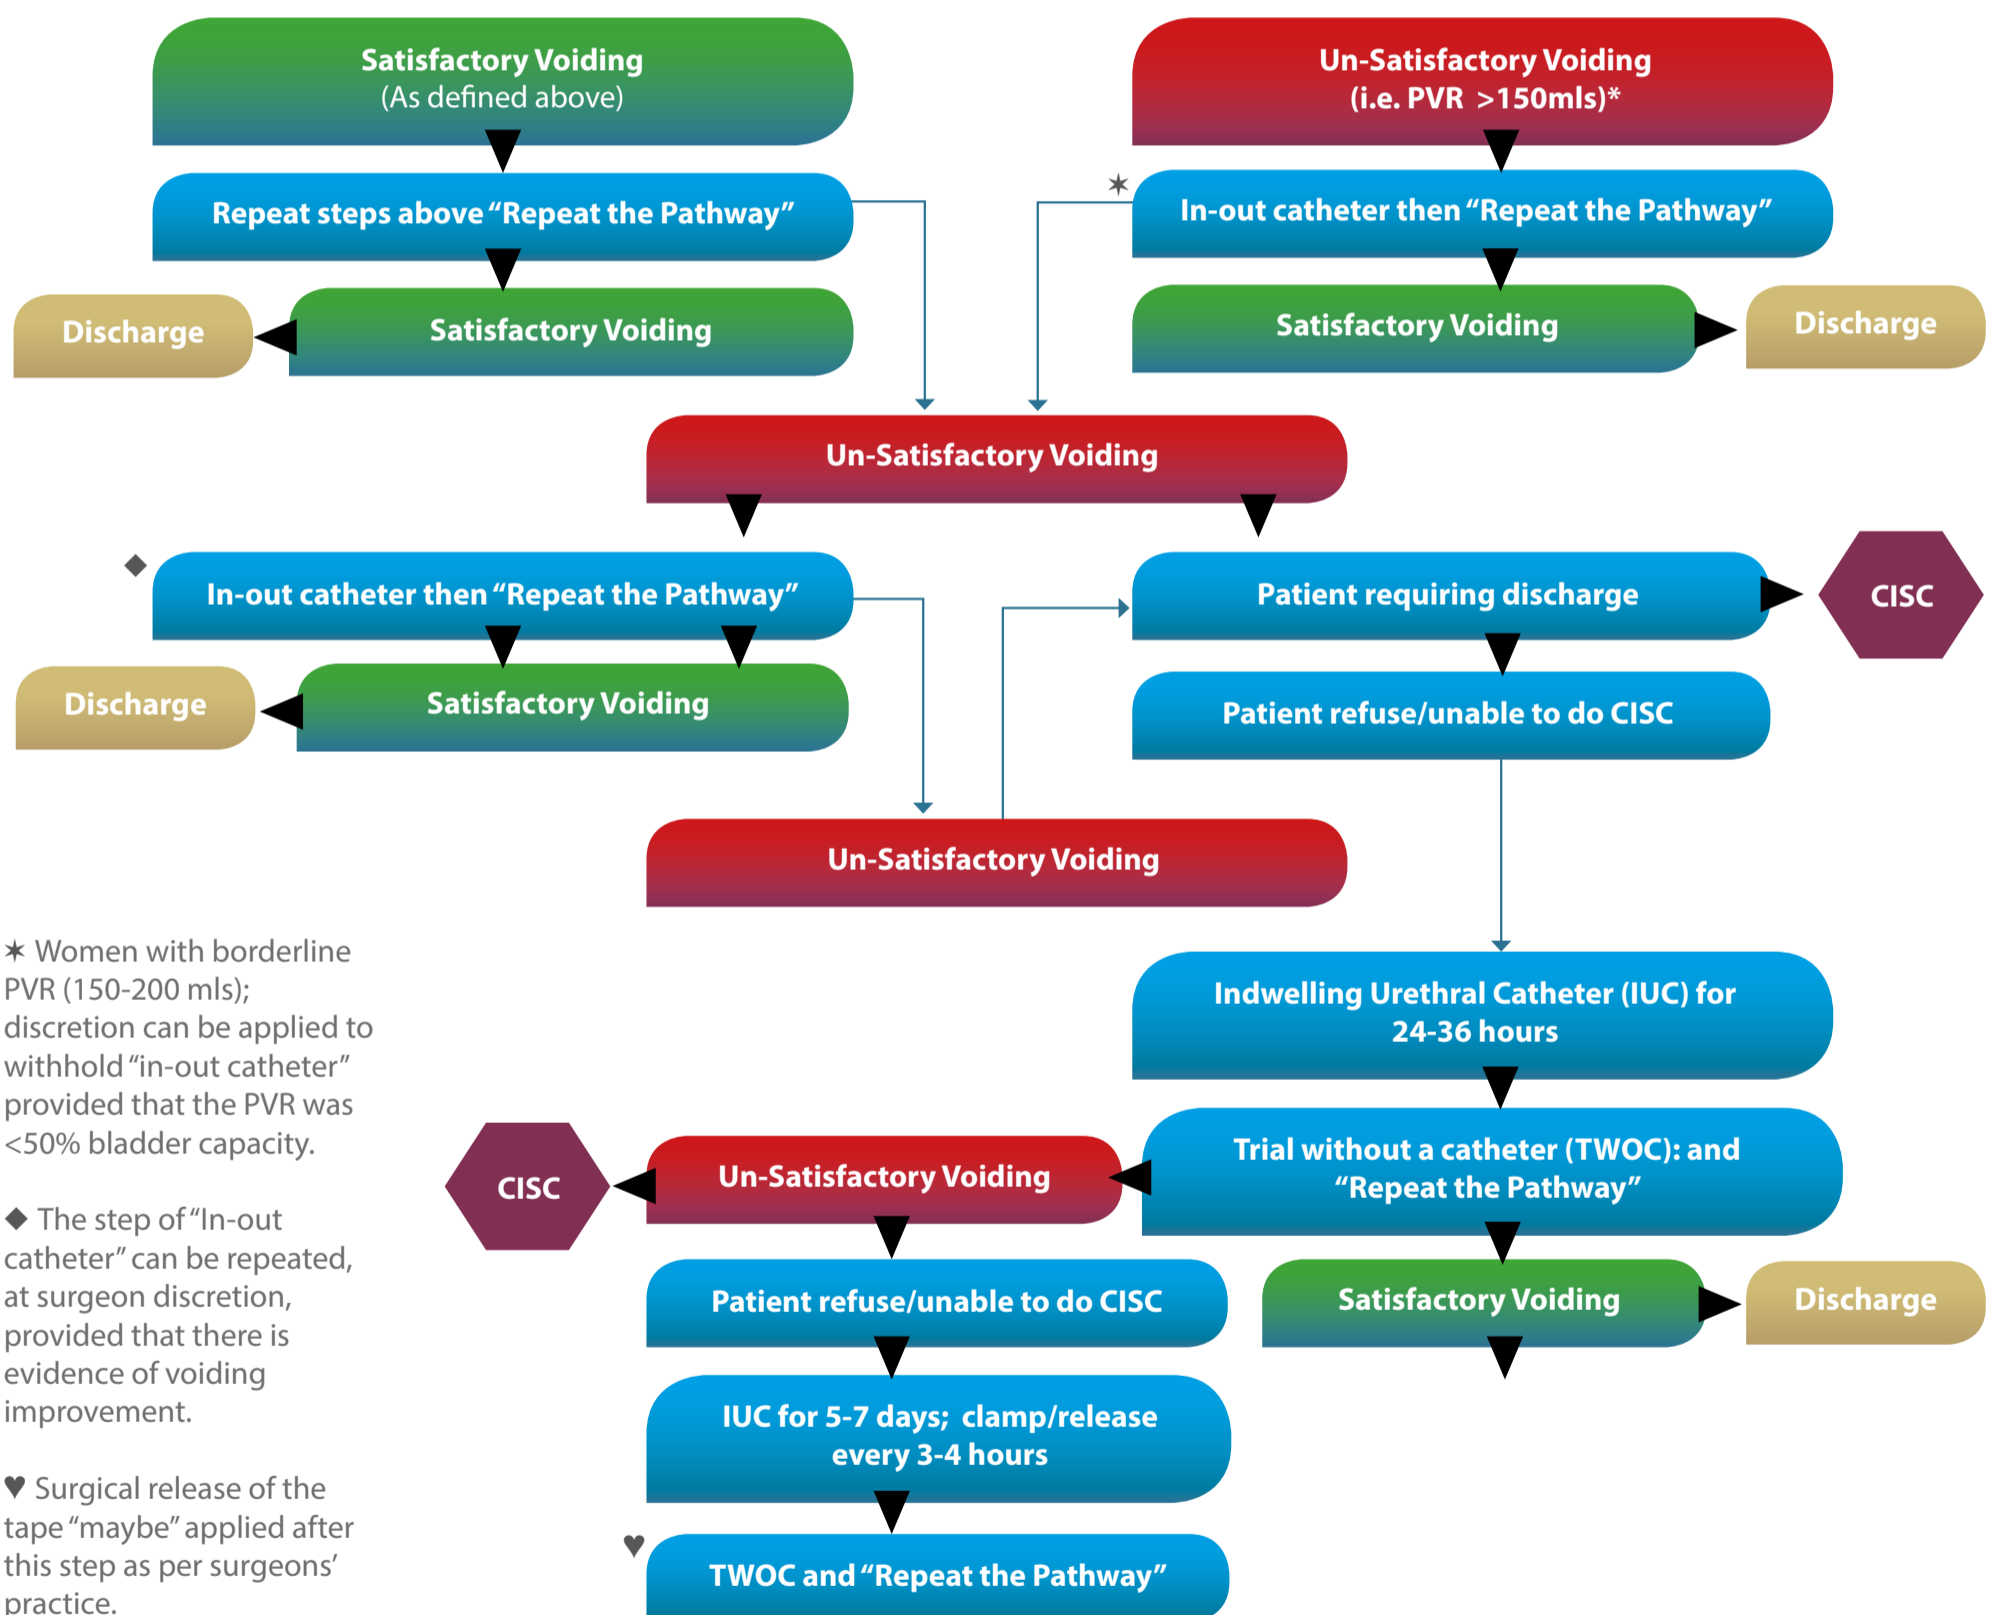 Satisfactory Voiding
(As defined above)
Un-Satisfactory Voiding
(i.e. PVR >150mls)*
Repeat steps above “Repeat the Pathway”
✶
In-out catheter then “Repeat the Pathway”
Discharge
Satisfactory Voiding
Satisfactory Voiding
Discharge
Un-Satisfactory Voiding
◆
In-out catheter then “Repeat the Pathway”
Patient requiring discharge
CISC
Discharge
Satisfactory Voiding
Patient refuse/unable to do CISC
Un-Satisfactory Voiding
Indwelling Urethral Catheter (IUC) for
24-36 hours
Trial without a catheter (TWOC): and
“Repeat the Pathway”
Un-Satisfactory Voiding
CISC
Satisfactory Voiding
Discharge
Patient refuse/unable to do CISC
IUC for 5-7 days; clamp/release
every 3-4 hours
♥
TWOC and “Repeat the Pathway”
✶ Women with borderline
PVR (150-200 mls);
discretion can be applied to
withhold “in-out catheter”
provided that the PVR was
<50% bladder capacity.
◆ The step of “In-out
catheter” can be repeated,
at surgeon discretion,
provided that there is
evidence of voiding
improvement.
♥ Surgical release of the
tape “maybe” applied after
this step as per surgeons’
practice.